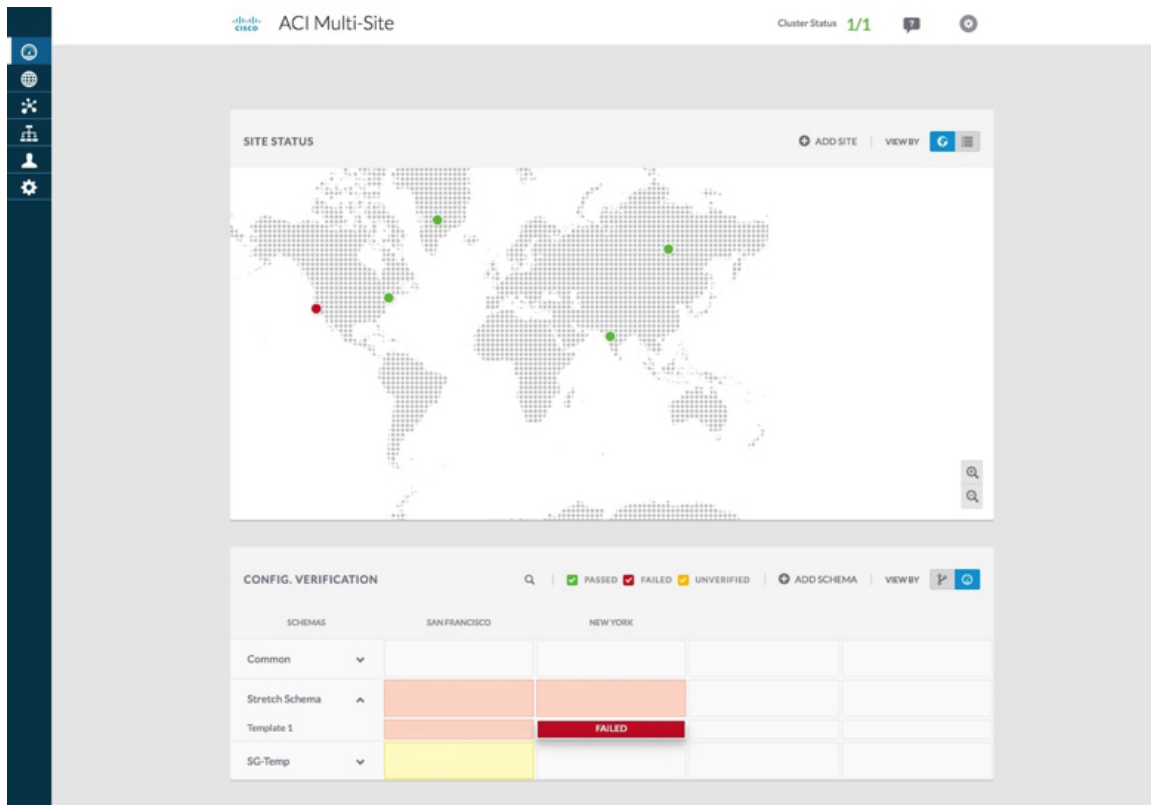 cisco ACI Multi-Site
Cluster Status 1/1 ?
SITE STATUS
ADD SITE | VIEW BY
CONFIG. VERIFICATION
PASSED FAILED UNVERIFIED | ADD SCHEMA | VIEW BY
SCHEMAS SAN FRANCISCO NEW YORK
Common
Stretch Schema
Template 1 FAILED
SG-Temp